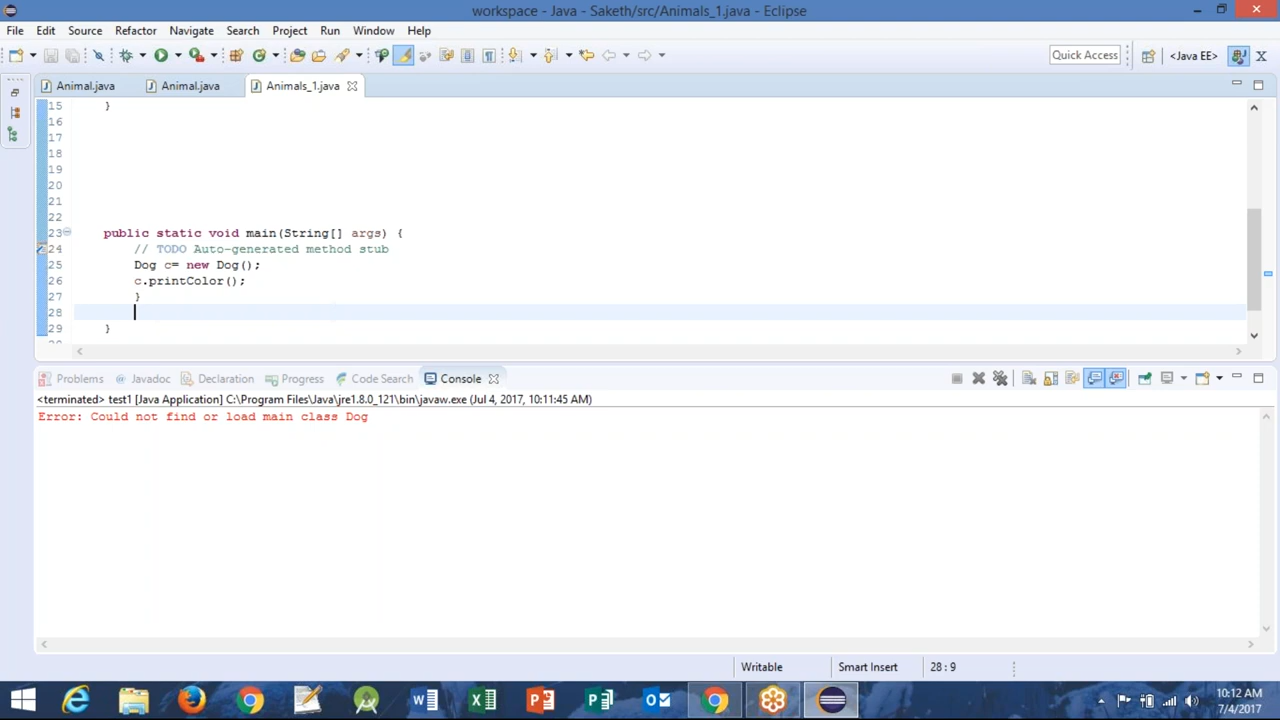 workspace - Java - Saketh/src/Animals_1.java - Eclipse
File Edit Source Refactor Navigate Search Project Run Window Help
Quick Access <Java EE>
Animal.java Animal.java Animals_1.java
15 }
16
17
18
19
20
21
22
23 public static void main(String[] args) {
24 // TODO Auto-generated method stub
25 Dog c= new Dog();
26 c.printColor();
27 }
28
29 }
Problems Javadoc Declaration Progress Code Search Console
<terminated> test1 [Java Application] C:\Program Files\Java\jre1.8.0_121\bin\javaw.exe (Jul 4, 2017, 10:11:45 AM)
Error: Could not find or load main class Dog
Writable Smart Insert 28 : 9
10:12 AM
7/4/2017